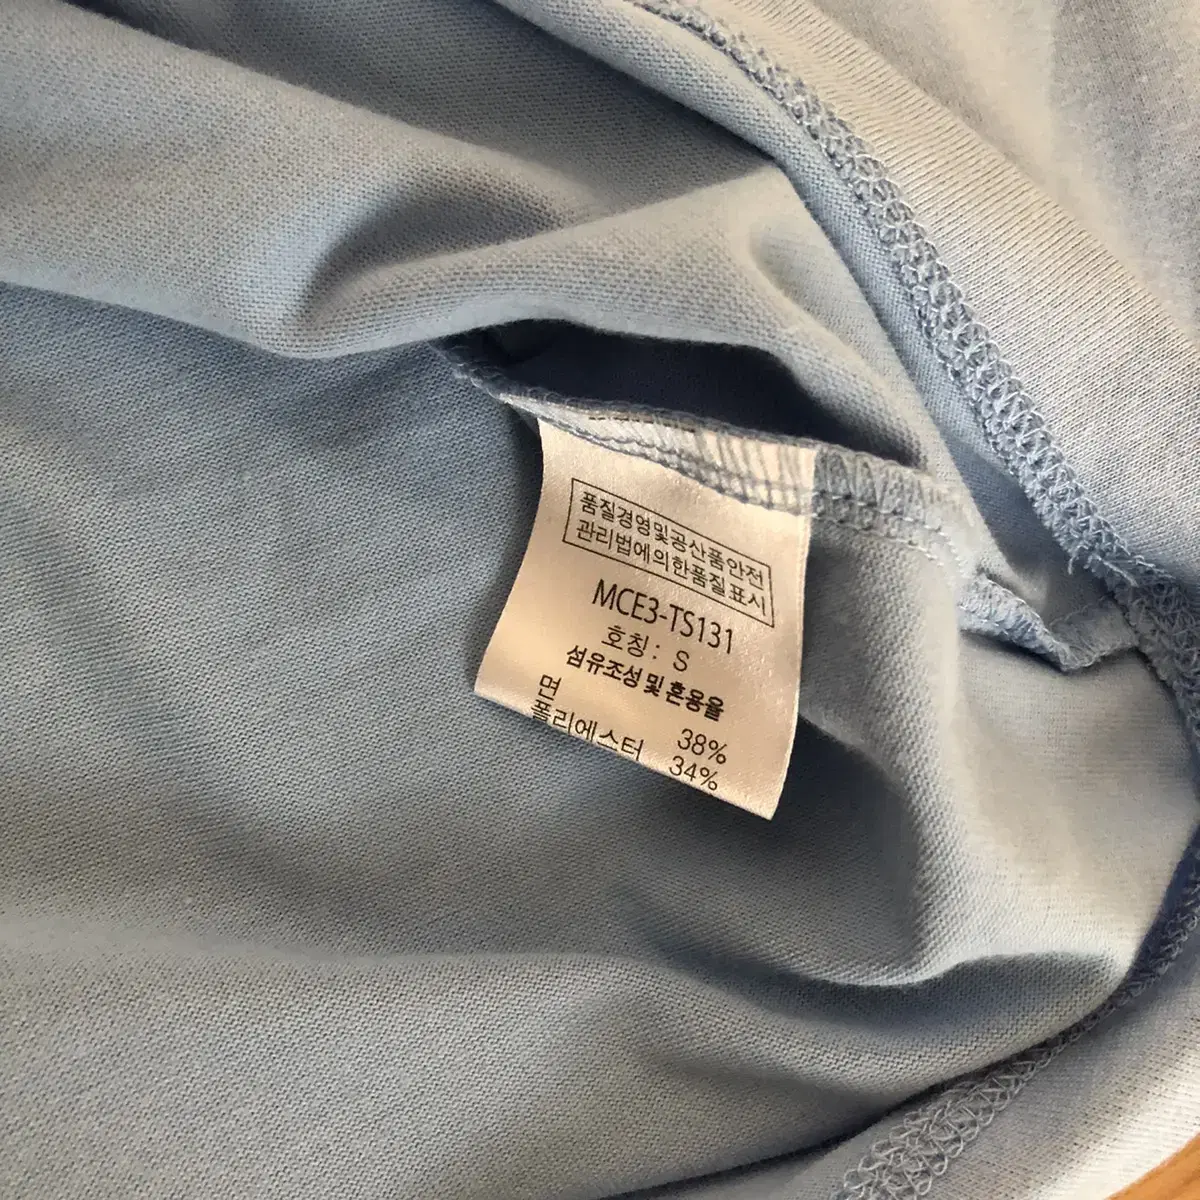 품질경영및공산품안전
관리법에의한품질표시
MCE3-TS131
호칭: S
섬유조성 및 혼용율
면 38%
폴리에스터 34%